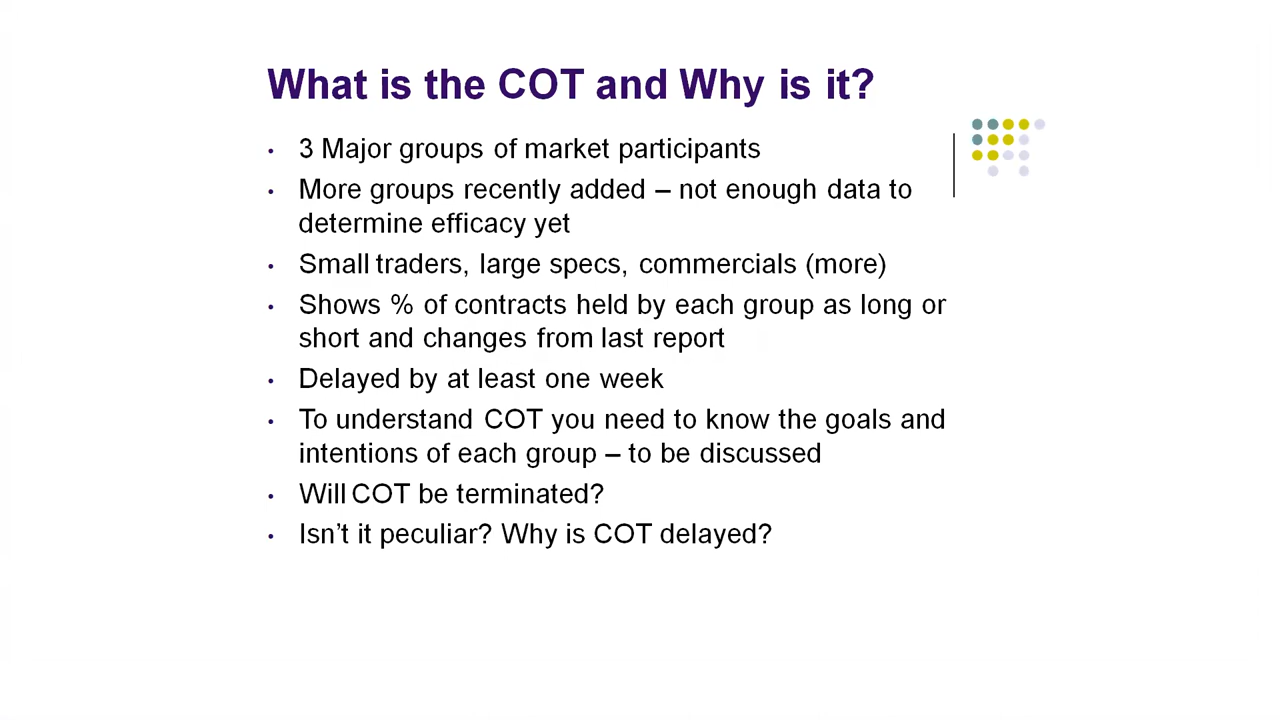 What is the COT and Why is it?
• 3 Major groups of market participants
• More groups recently added – not enough data to
determine efficacy yet
• Small traders, large specs, commercials (more)
• Shows % of contracts held by each group as long or
short and changes from last report
• Delayed by at least one week
• To understand COT you need to know the goals and
intentions of each group – to be discussed
• Will COT be terminated?
• Isn’t it peculiar? Why is COT delayed?